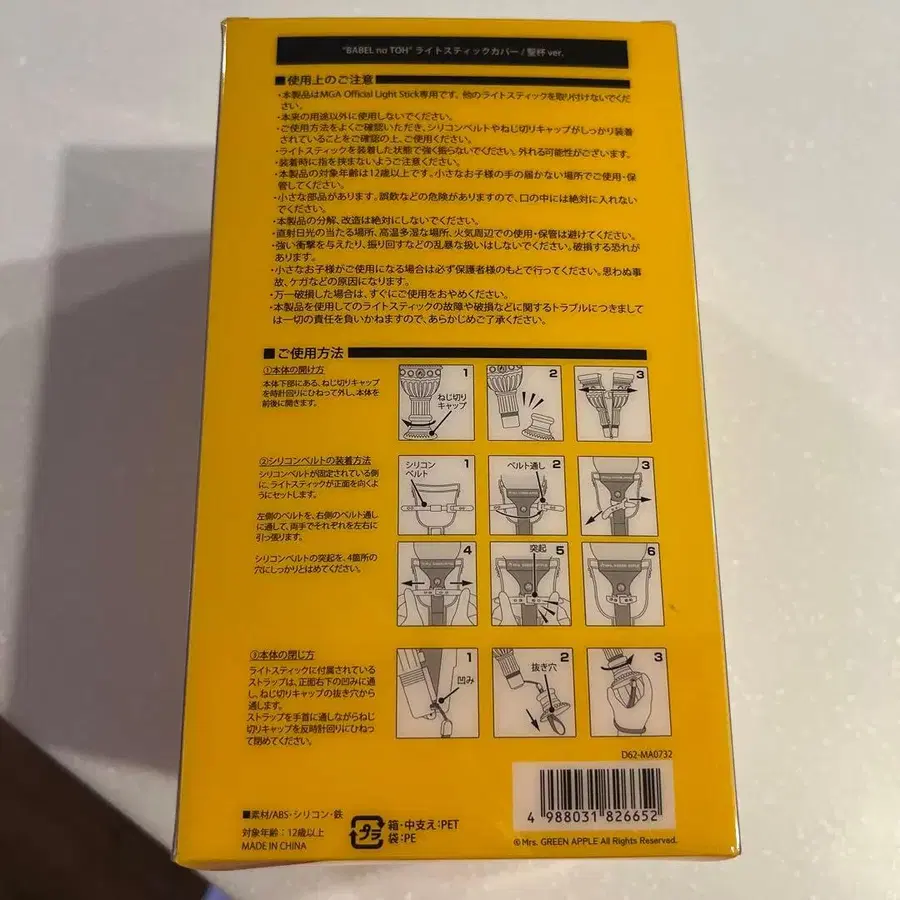 "BABEL no TOH" ライトスティックカバー / 聖杯 ver.
■使用上のご注意
・本製品はMGA Official Light Stick専用です。他のライトスティックを取り付けないでくだ
さい。
・本来の用途以外に使用しないでください。
・ご使用方法をよくご確認いただき、シリコンベルトやねじ切りキャップがしっかり装着
されていることをご確認の上、ご使用ください。
・ライトスティックを装着した状態で強く振らないでください。外れる可能性がございます。
・装着時に指を挟まないようご注意ください。
・本製品の対象年齢は12歳以上です。小さなお子様の手の届かない場所でご使用・保
管してください。
・小さな部品があります。誤飲などの危険がありますので、口の中には絶対に入れない
でください。
・本製品の分解、改造は絶対にしないでください。
・直射日光の当たる場所、高温多湿な場所、火気周辺での使用・保管は避けてください。
・強い衝撃を与えたり、振り回すなどの乱暴な扱いはしないでください。破損する恐れが
あります。
・小さなお子様がご使用になる場合は必ず保護者様のもとで行ってください。思わぬ事
故、ケガなどの原因になります。
・万一破損した場合は、すぐにご使用をおやめください。
・本製品を使用してのライトスティックの故障や破損などに関するトラブルにつきまして
は一切の責任を負いかねますので、あらかじめご了承ください。
■ご使用方法
①本体の開け方
本体下部にある、ねじ切りキャップ
を時計回りにひねって外し、本体を
前後に開きます。
1
ねじ切り
キャップ
2
3
②シリコンベルトの装着方法
シリコンベルトが固定されている側
に、ライトスティックが正面を向くよ
うにセットします。
左側のベルトを、右側のベルト通し
に通して、両手でそれぞれを左右に
引っ張ります。
シリコンベルトの突起を、4箇所の
穴にしっかりとはめてください。
シリコン
ベルト
1
ベルト通し
2
3
4
突起
5
6
③本体の閉じ方
ライトスティックに付属されている
ストラップは、正面右下の凹みに通
し、ねじ切りキャップの抜き穴から
通します。
ストラップを手首に通しながらねじ
切りキャップを反時計回りにひねっ
て閉めてください。
1
凹み
2
抜き穴
3
D62-MA0732
4 988031 826652
■素材/ABS・シリコン・鉄
対象年齢：12歳以上
MADE IN CHINA
プラ
箱・中支え:PET
袋:PE
© Mrs. GREEN APPLE All Rights Reserved.